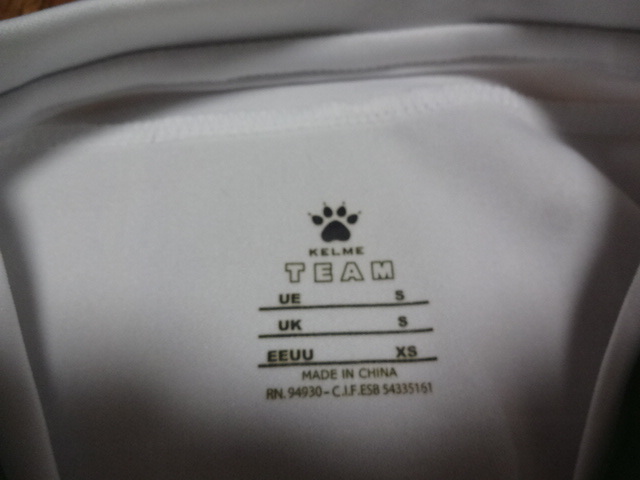 KELME
TEAM
UE S
UK S
EEUU XS
MADE IN CHINA
RN. 94930 - C.I.F.ESB 54335161